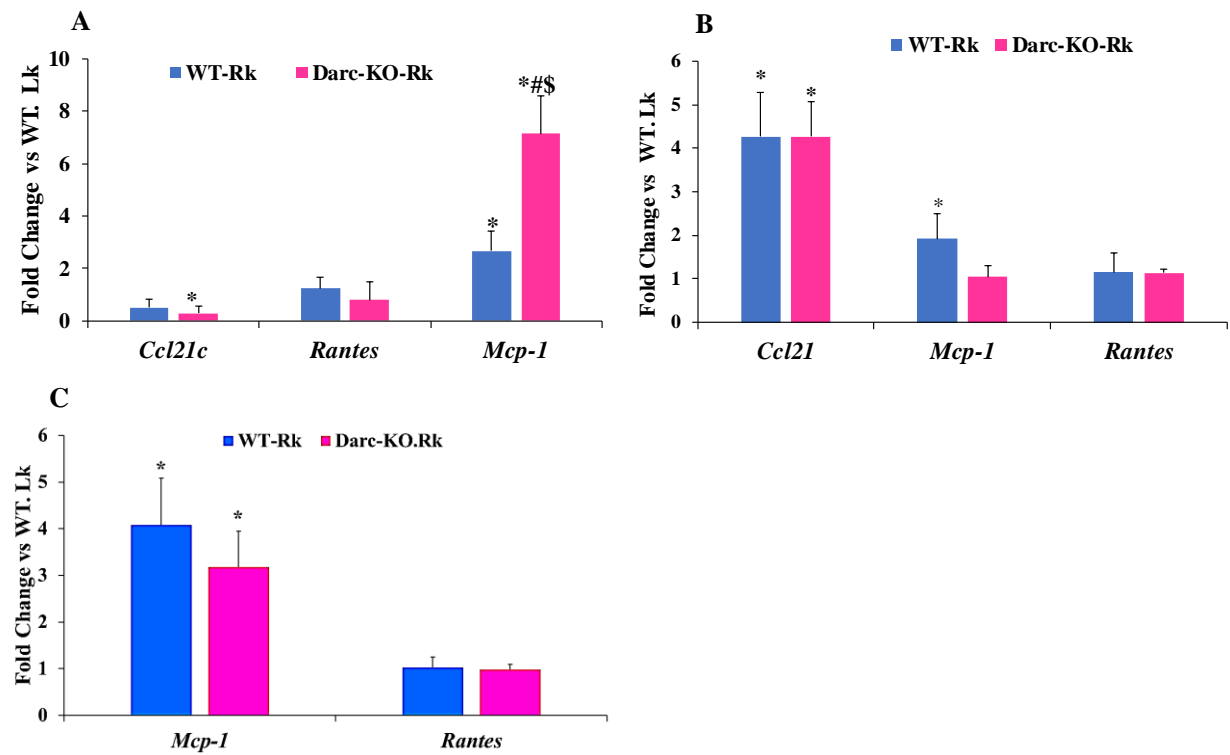 A
Fold Change vs WT. Lk
WT-Rk
Darc-KO-Rk
10
8
6
4
2
0
*
*
*#$
Ccl21c
Rantes
Mcp-1
B
Fold Change vs WT. Lk
WT-Rk
Darc-KO-Rk
6
5
4
3
2
1
0
*
*
*
Ccl21
Mcp-1
Rantes
C
Fold Change vs WT. Lk
WT-Rk
Darc-KO.Rk
6
5
4
3
2
1
0
*
*
Mcp-1
Rantes